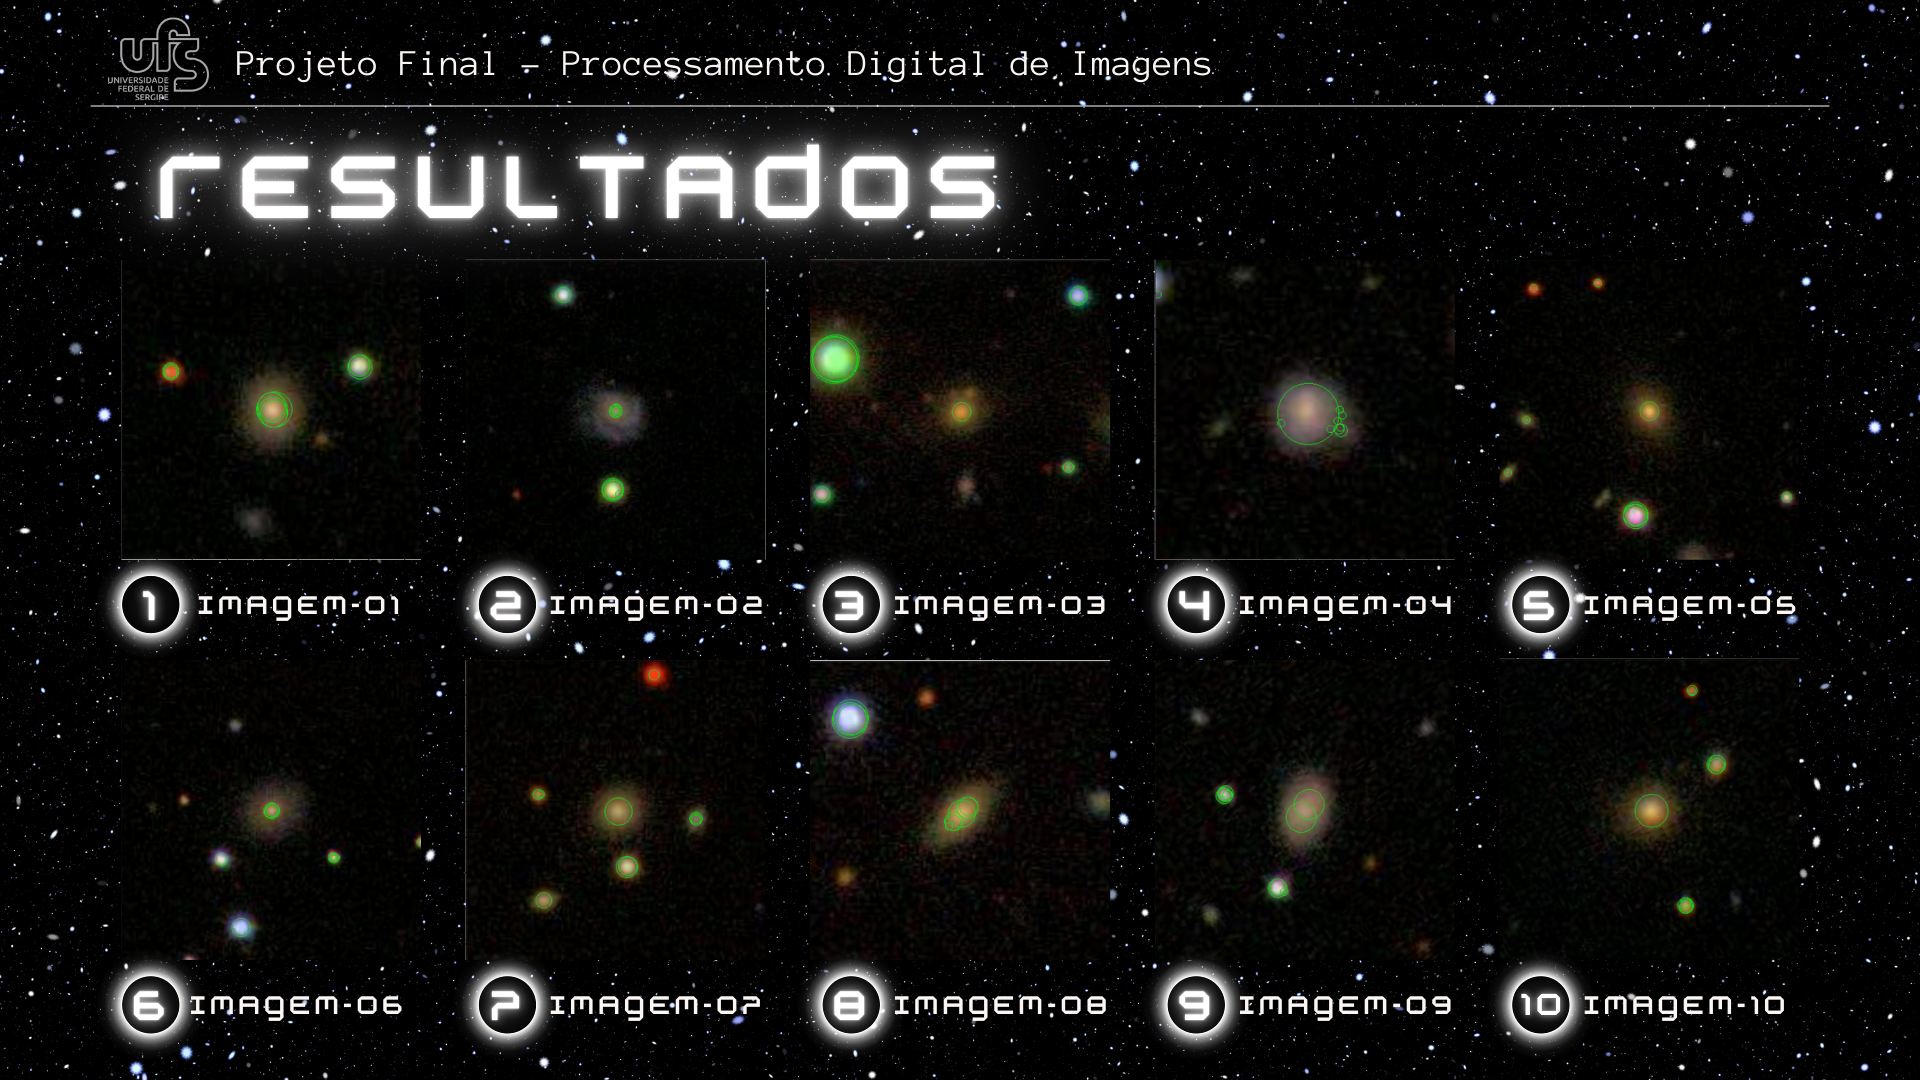 ufs
UNIVERSIDADE
FEDERAL DE
SERGIPE
Projeto Final - Processamento Digital de Imagens
RESULTADOS
1 IMAGEM-01
2 IMAGEM-02
3 IMAGEM-03
4 IMAGEM-04
5 IMAGEM-05
6 IMAGEM-06
7 IMAGEM-07
8 IMAGEM-08
9 IMAGEM-09
10 IMAGEM-10